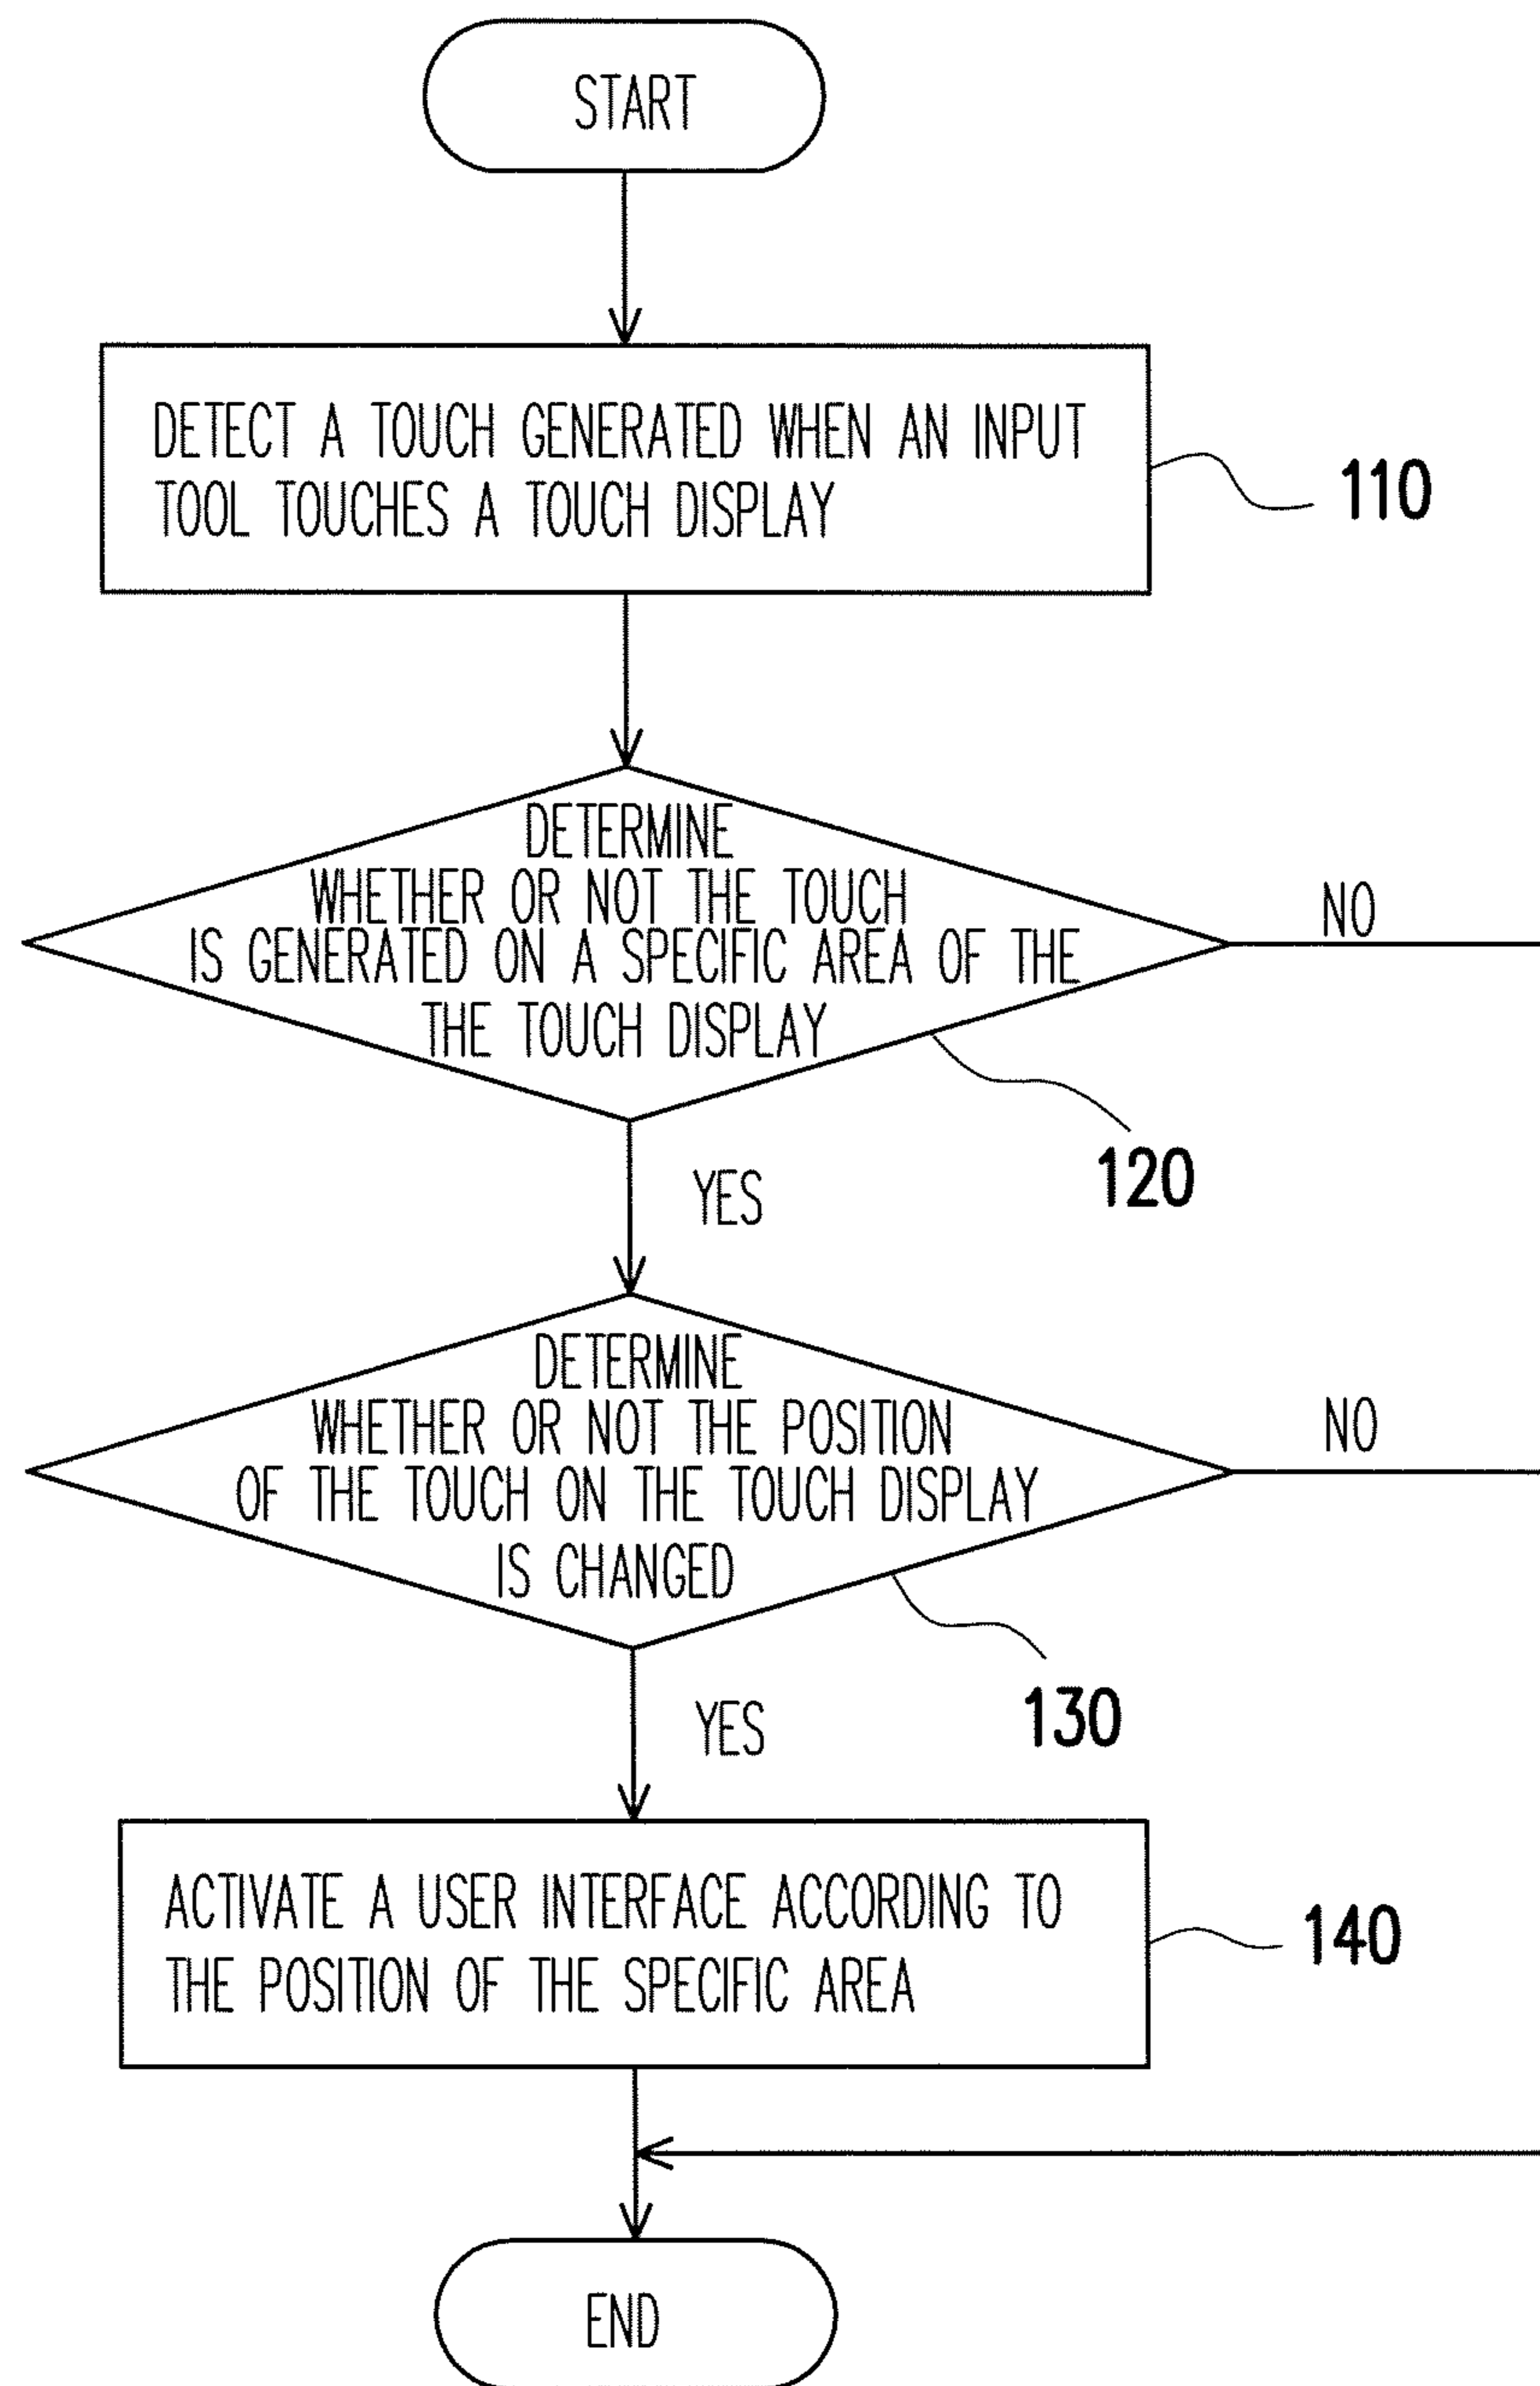 START
DETECT A TOUCH GENERATED WHEN AN INPUT
TOOL TOUCHES A TOUCH DISPLAY
110
DETERMINE
WHETHER OR NOT THE TOUCH
IS GENERATED ON A SPECIFIC AREA OF THE
THE TOUCH DISPLAY
NO
120
YES
DETERMINE
WHETHER OR NOT THE POSITION
OF THE TOUCH ON THE TOUCH DISPLAY
IS CHANGED
NO
130
YES
ACTIVATE A USER INTERFACE ACCORDING TO
THE POSITION OF THE SPECIFIC AREA
140
END